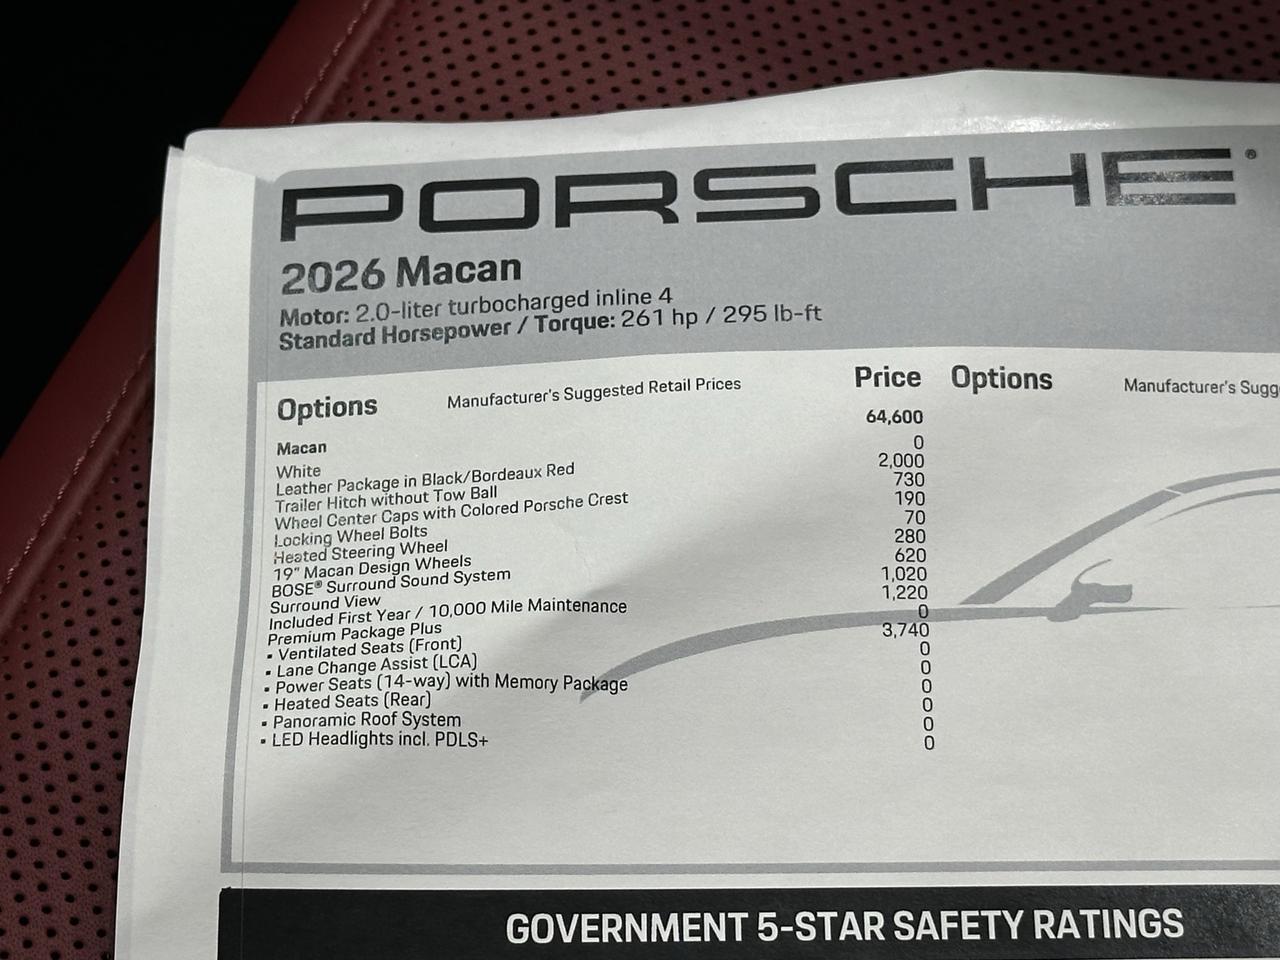 PORSCHE®
2026 Macan
Motor: 2.0-liter turbocharged inline 4
Standard Horsepower / Torque: 261 hp / 295 lb-ft
Options Manufacturer's Suggested Retail Prices Price Options Manufacturer's Sugg
Macan 64,600
White 0
Leather Package in Black/Bordeaux Red 2,000
Trailer Hitch without Tow Ball 730
Wheel Center Caps with Colored Porsche Crest 190
Locking Wheel Bolts 70
Heated Steering Wheel 280
19" Macan Design Wheels 620
BOSE® Surround Sound System 1,020
Surround View 1,220
Included First Year / 10,000 Mile Maintenance 0
Premium Package Plus 3,740
▪ Ventilated Seats (Front) 0
▪ Lane Change Assist (LCA) 0
▪ Power Seats (14-way) with Memory Package 0
▪ Heated Seats (Rear) 0
▪ Panoramic Roof System 0
▪ LED Headlights incl. PDLS+ 0
GOVERNMENT 5-STAR SAFETY RATINGS